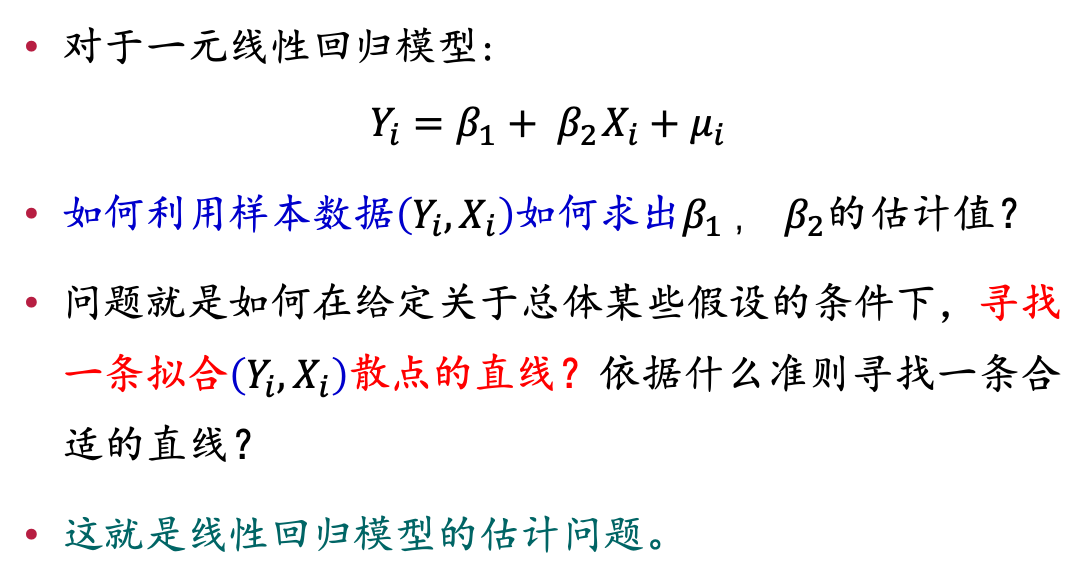 • 对于一元线性回归模型:
Yᵢ = β₁ + β₂Xᵢ + μᵢ
• 如何利用样本数据(Yᵢ, Xᵢ)如何求出β₁， β₂的估计值？
• 问题就是如何在给定关于总体某些假设的条件下，寻找
一条拟合(Yᵢ, Xᵢ)散点的直线？依据什么准则寻找一条合
适的直线？
• 这就是线性回归模型的估计问题。